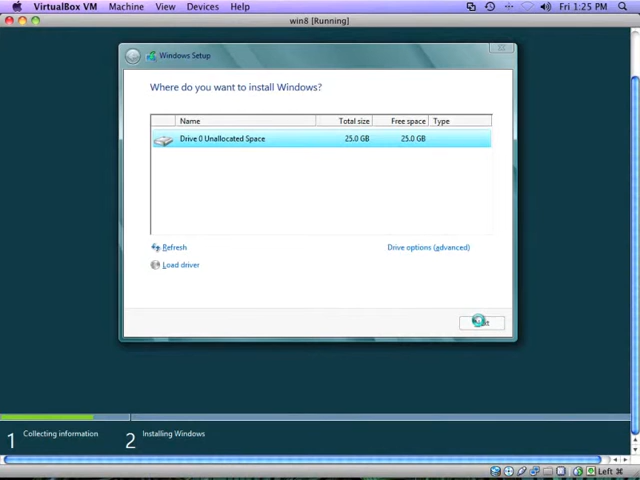 VirtualBox VM Machine View Devices Help Fri 1:25 PM
win8 [Running]
Windows Setup
Where do you want to install Windows?
Name Total size Free space Type
Drive 0 Unallocated Space 25.0 GB 25.0 GB
Refresh Drive options (advanced)
Load driver
1 Collecting information 2 Installing Windows
Left ⌘